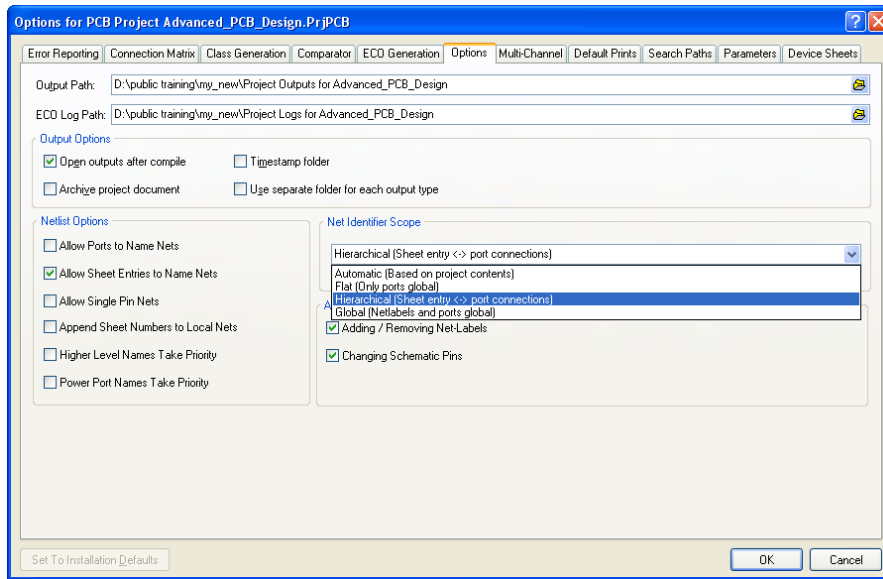 Options for PCB Project Advanced_PCB_Design.PrjPCB
Error Reporting Connection Matrix Class Generation Comparator ECO Generation Options Multi-Channel Default Prints Search Paths Parameters Device Sheets
Output Path: D:\public training\my_new\Project Outputs for Advanced_PCB_Design
ECO Log Path: D:\public training\my_new\Project Logs for Advanced_PCB_Design
Output Options
Open outputs after compile Timestamp folder
Archive project document Use separate folder for each output type
Netlist Options
Allow Ports to Name Nets
Allow Sheet Entries to Name Nets
Allow Single Pin Nets
Append Sheet Numbers to Local Nets
Higher Level Names Take Priority
Power Port Names Take Priority
Net Identifier Scope
Hierarchical (Sheet entry <-> port connections)
Automatic (Based on project contents)
Flat (Only ports global)
Hierarchical (Sheet entry <-> port connections)
Global (Netlabels and ports global)
Adding / Removing Net-Labels
Changing Schematic Pins
Set To Installation Defaults OK Cancel